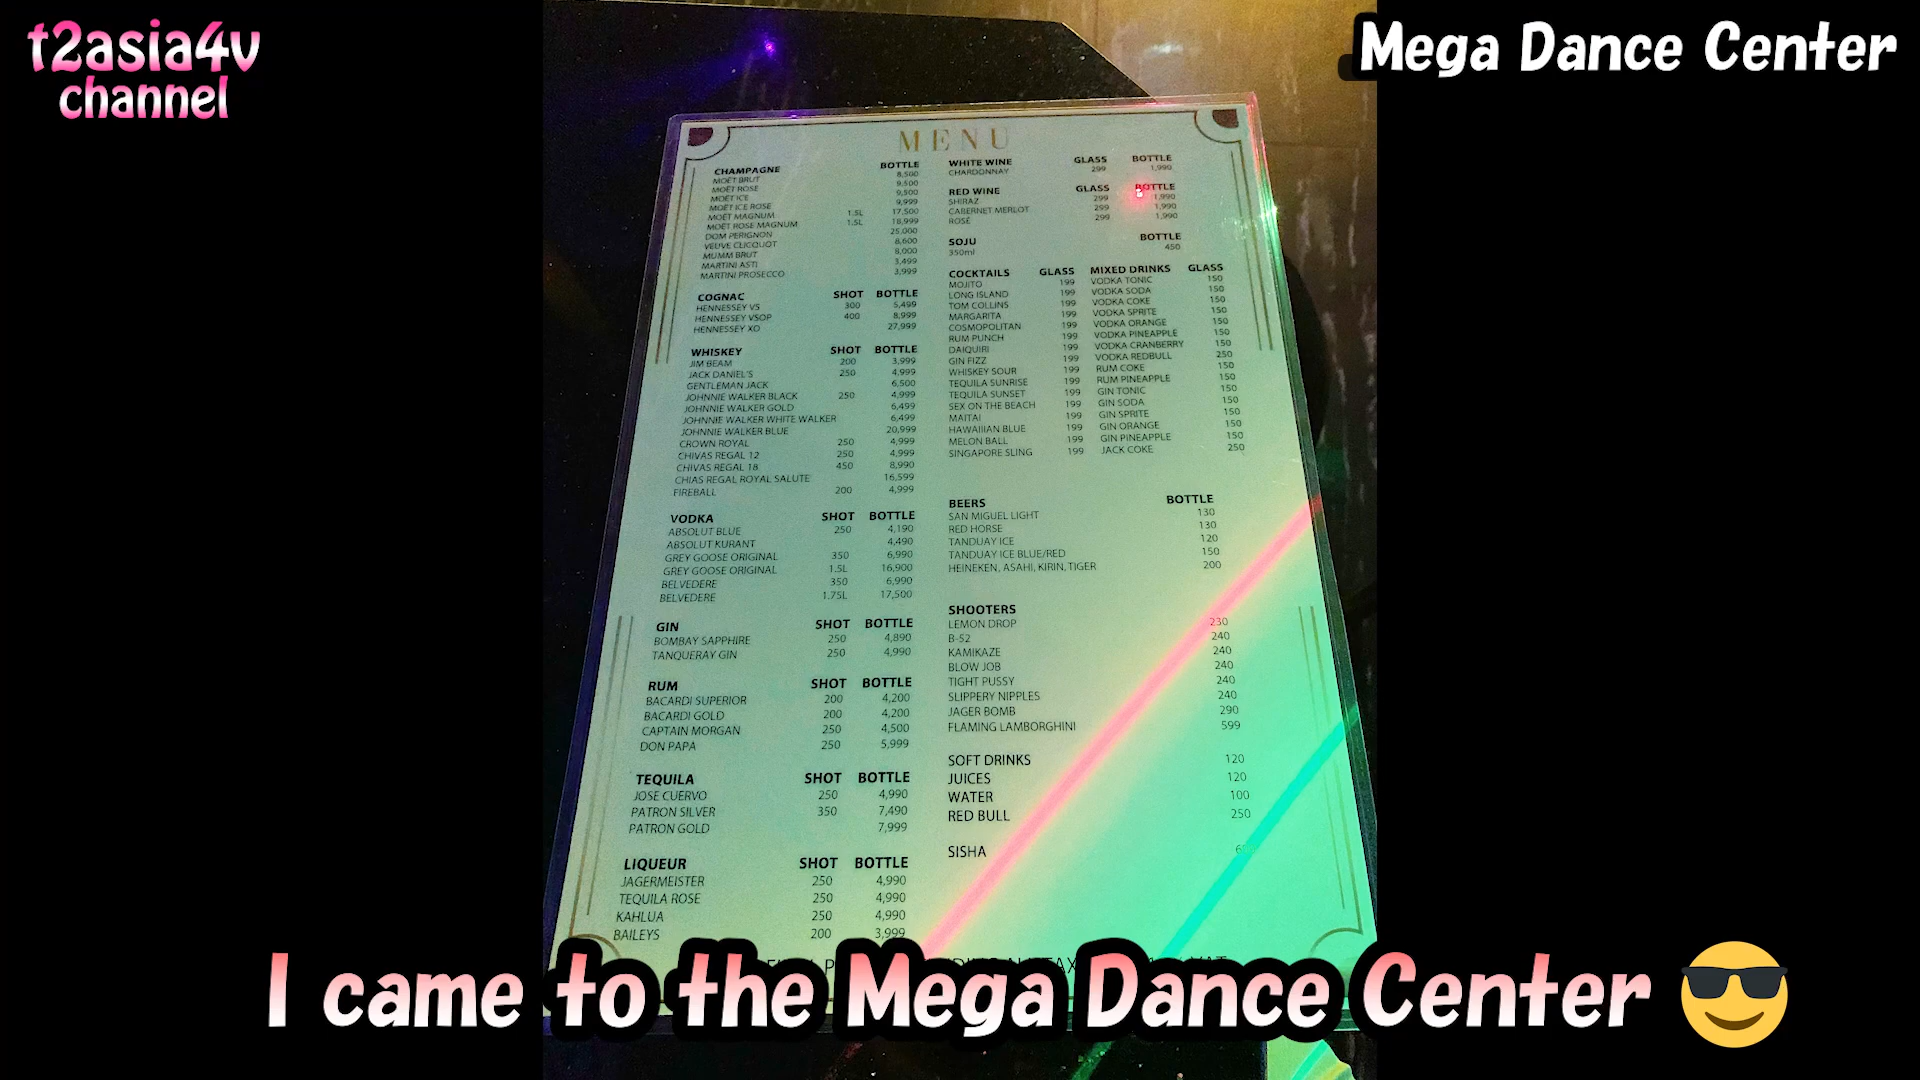 t2asia4v
channel
Mega Dance Center
MENU
CHAMPAGNE BOTTLE
MOËT BRUT 8,500
MOËT ROSE 9,500
MOËT ICE 9,500
MOËT ICE ROSE 9,999
MOËT MAGNUM 1.5L 17,500
MOËT ROSE MAGNUM 1.5L 18,999
DOM PERIGNON 25,000
VEUVE CLICQUOT 8,600
MUMM BRUT 8,000
MARTINI ASTI 3,499
MARTINI PROSECCO 3,999
COGNAC SHOT BOTTLE
HENNESSEY VS 300 5,499
HENNESSEY VSOP 400 8,999
HENNESSEY XO 27,999
WHISKEY SHOT BOTTLE
JIM BEAM 200 3,999
JACK DANIEL'S 250 4,999
GENTLEMAN JACK 6,500
JOHNNIE WALKER BLACK 250 4,999
JOHNNIE WALKER GOLD 6,499
JOHNNIE WALKER WHITE WALKER 6,499
JOHNNIE WALKER BLUE 20,999
CROWN ROYAL 250 4,999
CHIVAS REGAL 12 250 4,999
CHIVAS REGAL 18 450 8,990
CHIAS REGAL ROYAL SALUTE 16,599
FIREBALL 200 4,999
VODKA SHOT BOTTLE
ABSOLUT BLUE 250 4,190
ABSOLUT KURANT 4,490
GREY GOOSE ORIGINAL 350 6,990
GREY GOOSE ORIGINAL 1.5L 16,900
BELVEDERE 350 6,990
BELVEDERE 1.75L 17,500
GIN SHOT BOTTLE
BOMBAY SAPPHIRE 250 4,890
TANQUERAY GIN 250 4,990
RUM SHOT BOTTLE
BACARDI SUPERIOR 200 4,200
BACARDI GOLD 200 4,200
CAPTAIN MORGAN 250 4,500
DON PAPA 250 5,999
TEQUILA SHOT BOTTLE
JOSE CUERVO 250 4,990
PATRON SILVER 350 7,490
PATRON GOLD 7,999
LIQUEUR SHOT BOTTLE
JAGERMEISTER 250 4,990
TEQUILA ROSE 250 4,990
KAHLUA 250 4,990
BAILEYS 200 3,999
WHITE WINE GLASS BOTTLE
CHARDONNAY 299 1,990
RED WINE GLASS BOTTLE
SHIRAZ 299 1,990
CABERNET MERLOT 299 1,990
ROSÉ 299 1,990
SOJU BOTTLE
350ml 450
COCKTAILS GLASS
MOJITO 199
LONG ISLAND 199
TOM COLLINS 199
MARGARITA 199
COSMOPOLITAN 199
RUM PUNCH 199
DAIQUIRI 199
GIN FIZZ 199
WHISKEY SOUR 199
TEQUILA SUNRISE 199
TEQUILA SUNSET 199
SEX ON THE BEACH 199
MAITAI 199
HAWAIIIAN BLUE 199
MELON BALL 199
SINGAPORE SLING 199
MIXED DRINKS GLASS
VODKA TONIC 150
VODKA SODA 150
VODKA COKE 150
VODKA SPRITE 150
VODKA ORANGE 150
VODKA PINEAPPLE 150
VODKA CRANBERRY 150
VODKA REDBULL 250
RUM COKE 150
RUM PINEAPPLE 150
GIN TONIC 150
GIN SODA 150
GIN SPRITE 150
GIN ORANGE 150
GIN PINEAPPLE 150
JACK COKE 250
BEERS BOTTLE
SAN MIGUEL LIGHT 130
RED HORSE 130
TANDUAY ICE 120
TANDUAY ICE BLUE/RED 150
HEINEKEN, ASAHI, KIRIN, TIGER 200
SHOOTERS
LEMON DROP 230
B-52 240
KAMIKAZE 240
BLOW JOB 240
TIGHT PUSSY 240
SLIPPERY NIPPLES 240
JAGER BOMB 290
FLAMING LAMBORGHINI 599
SOFT DRINKS 120
JUICES 120
WATER 100
RED BULL 250
SISHA
I came to the Mega Dance Center 😎